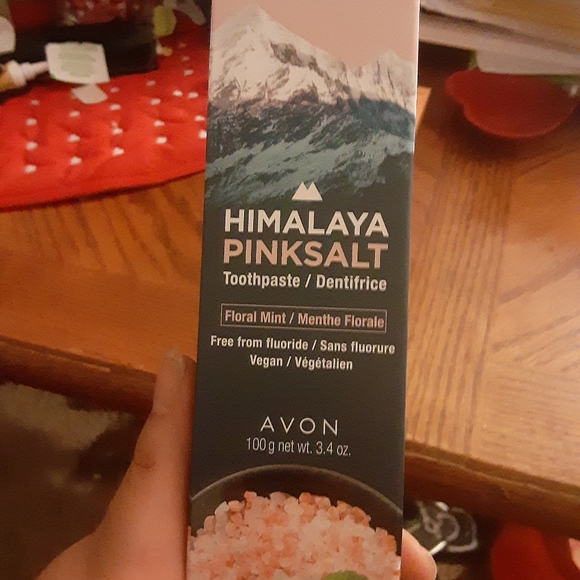 HIMALAYA
PINKSALT
Toothpaste / Dentifrice
Floral Mint / Menthe Florale
Free from fluoride / Sans fluorure
Vegan / Végétalien
AVON
100 g net wt. 3.4 oz.